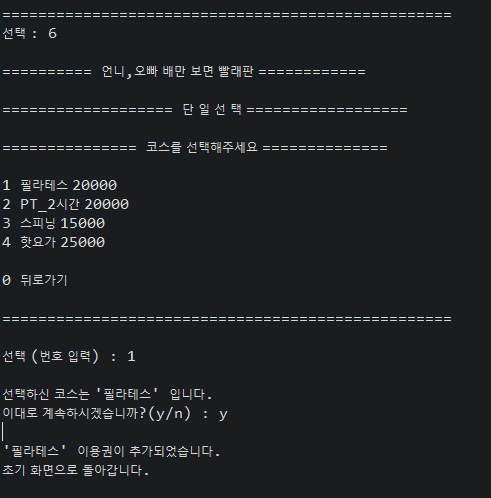 ==================================================
선택 : 6
========== 언니,오빠 배만 보면 빨래판 ============
=================== 단 일 선 택 ==================
=============== 코스를 선택해주세요 ==============
1 필라테스 20000
2 PT_2시간 20000
3 스피닝 15000
4 핫요가 25000
0 뒤로가기
==================================================
선택 (번호 입력) : 1
선택하신 코스는 '필라테스' 입니다.
이대로 계속하시겠습니까?(y/n) : y
'필라테스' 이용권이 추가되었습니다.
초기 화면으로 돌아갑니다.